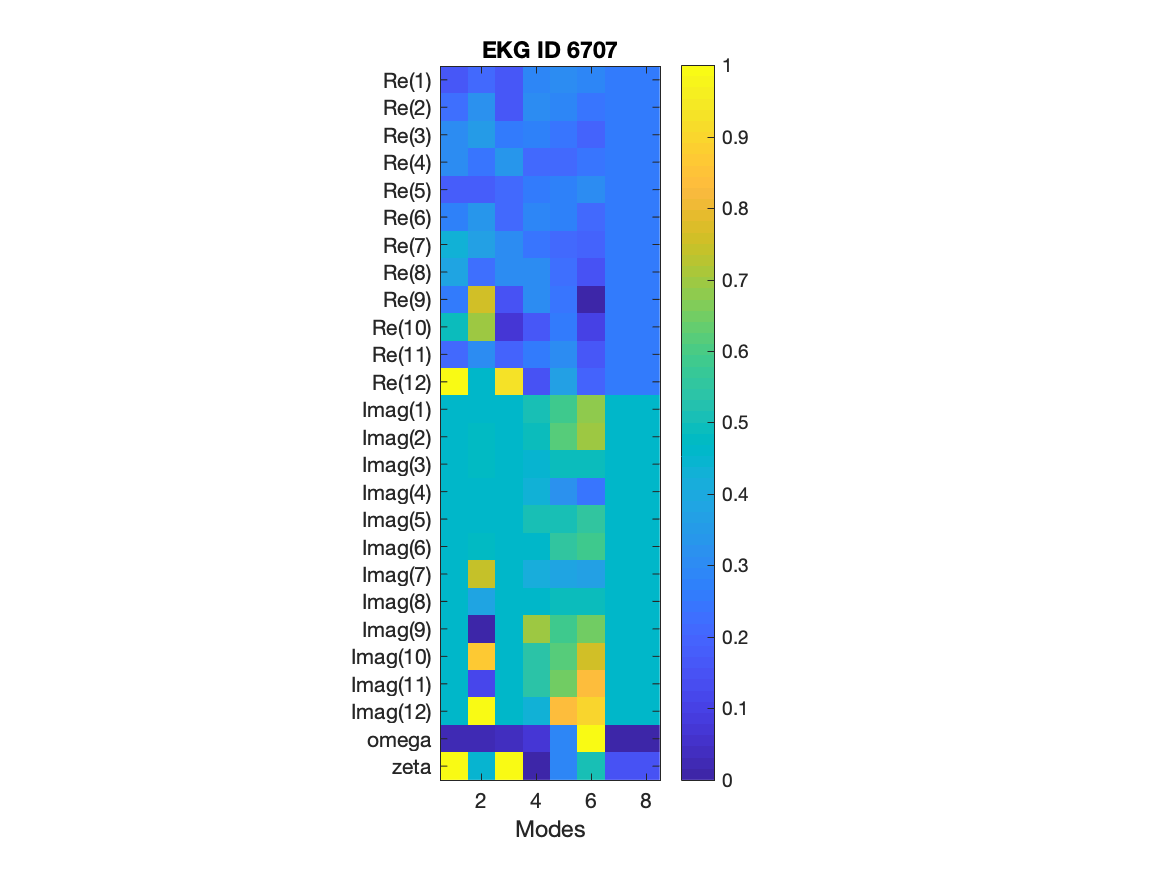 EKG ID 6707
Re(1)
Re(2)
Re(3)
Re(4)
Re(5)
Re(6)
Re(7)
Re(8)
Re(9)
Re(10)
Re(11)
Re(12)
Imag(1)
Imag(2)
Imag(3)
Imag(4)
Imag(5)
Imag(6)
Imag(7)
Imag(8)
Imag(9)
Imag(10)
Imag(11)
Imag(12)
omega
zeta
2 4 6 8
Modes
1
0.9
0.8
0.7
0.6
0.5
0.4
0.3
0.2
0.1
0